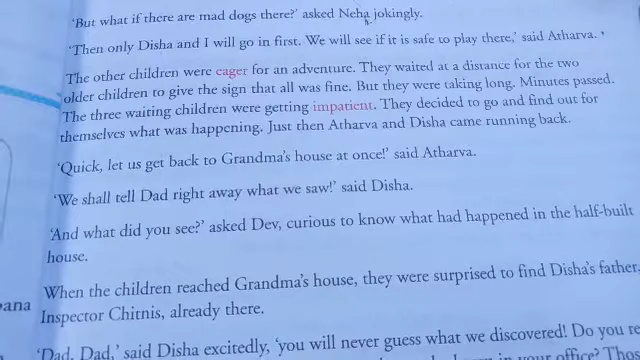 'But what if there are mad dogs there?' asked Neha jokingly.
'Then only Disha and I will go in first. We will see if it is safe to play there,' said Atharva.
The other children were eager for an adventure. They waited at a distance for the two
older children to give the sign that all was fine. But they were taking long. Minutes passed.
The three waiting children were getting impatient. They decided to go and find out for
themselves what was happening. Just then Atharva and Disha came running back.
'Quick, let us get back to Grandma's house at once!' said Atharva.
'We shall tell Dad right away what we saw!' said Disha.
'And what did you see?' asked Dev, curious to know what had happened in the half-built
house.
When the children reached Grandma's house, they were surprised to find Disha's father,
Inspector Chitnis, already there.
'Dad, Dad,' said Disha excitedly, 'you will never guess what we discovered! Do you re
in your office?